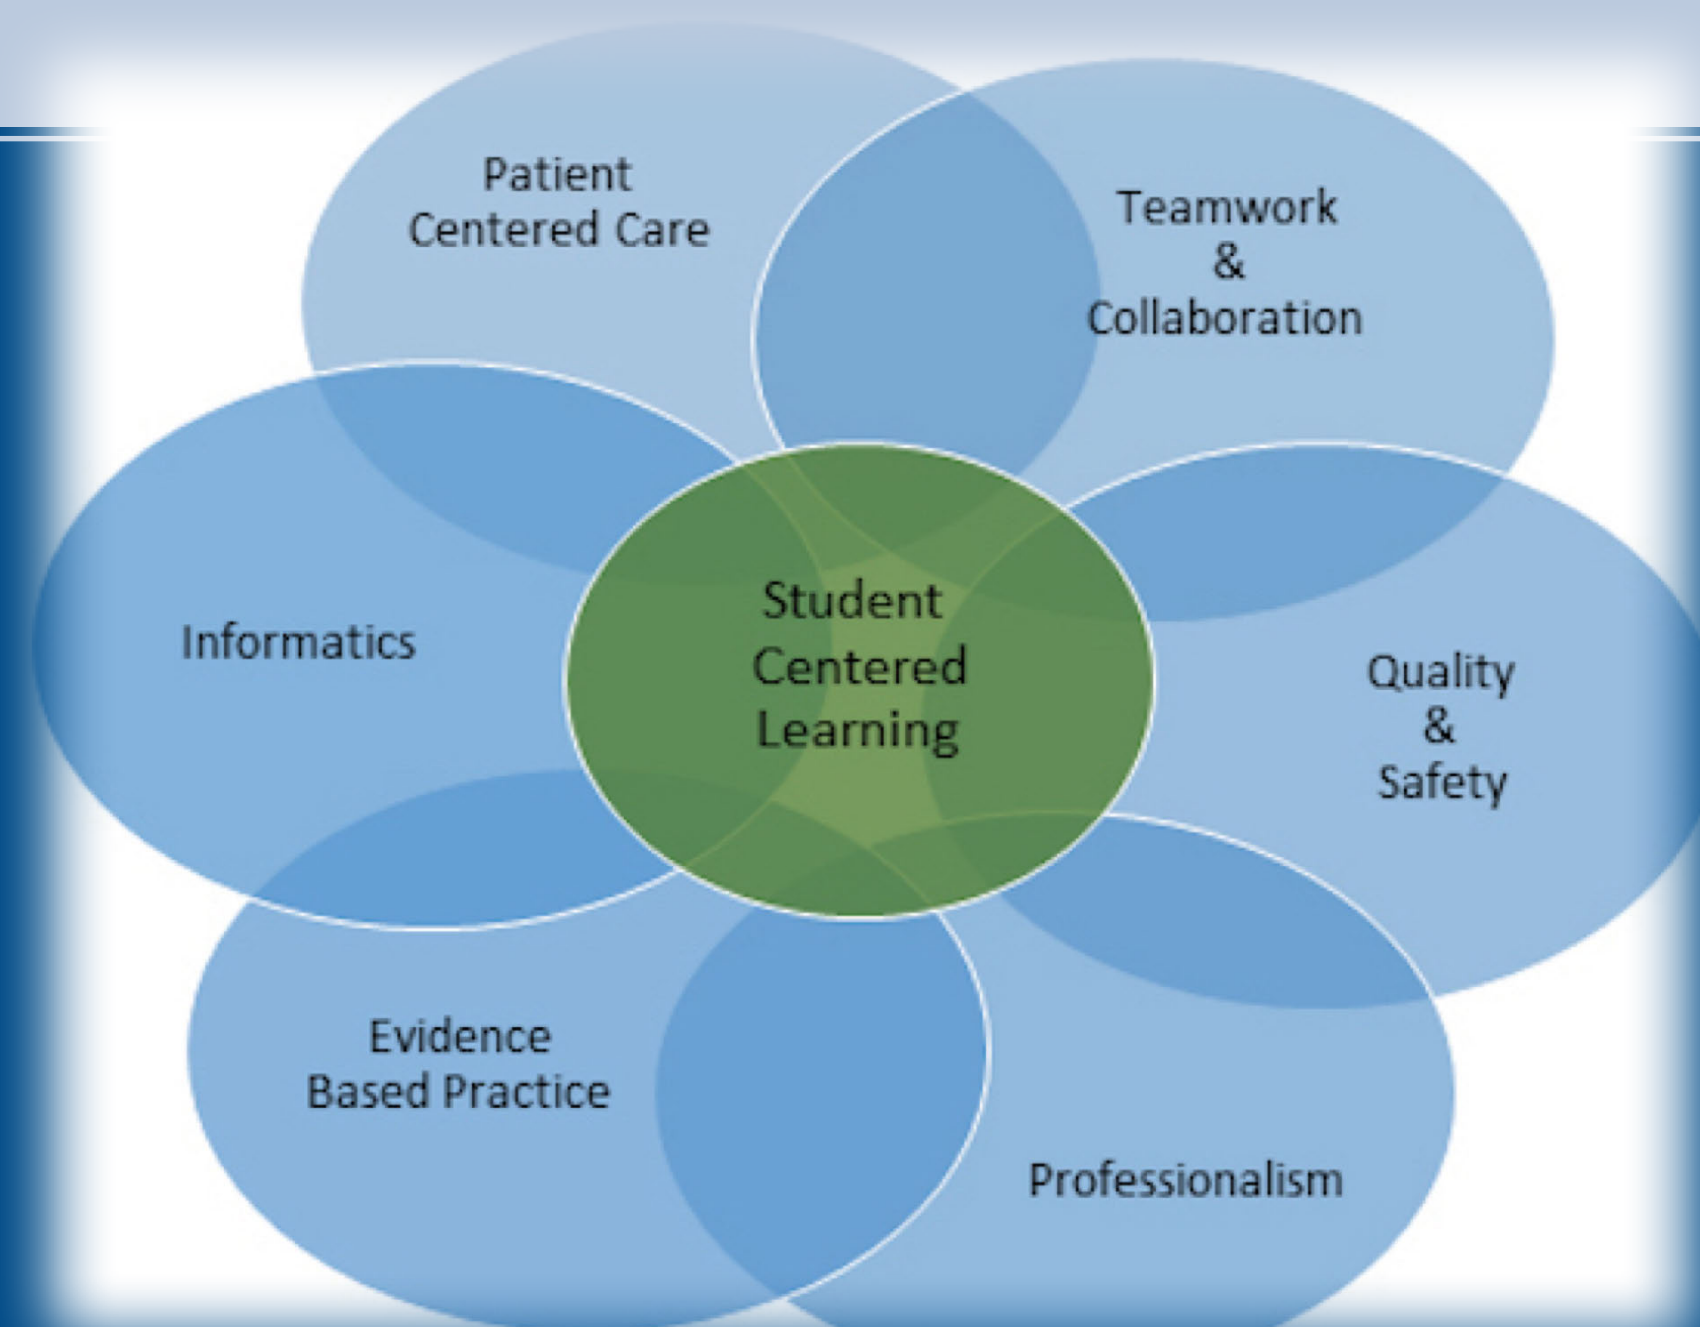 Patient
Centered Care
Teamwork
&
Collaboration
Informatics
Student
Centered
Learning
Quality
&
Safety
Evidence
Based Practice
Professionalism